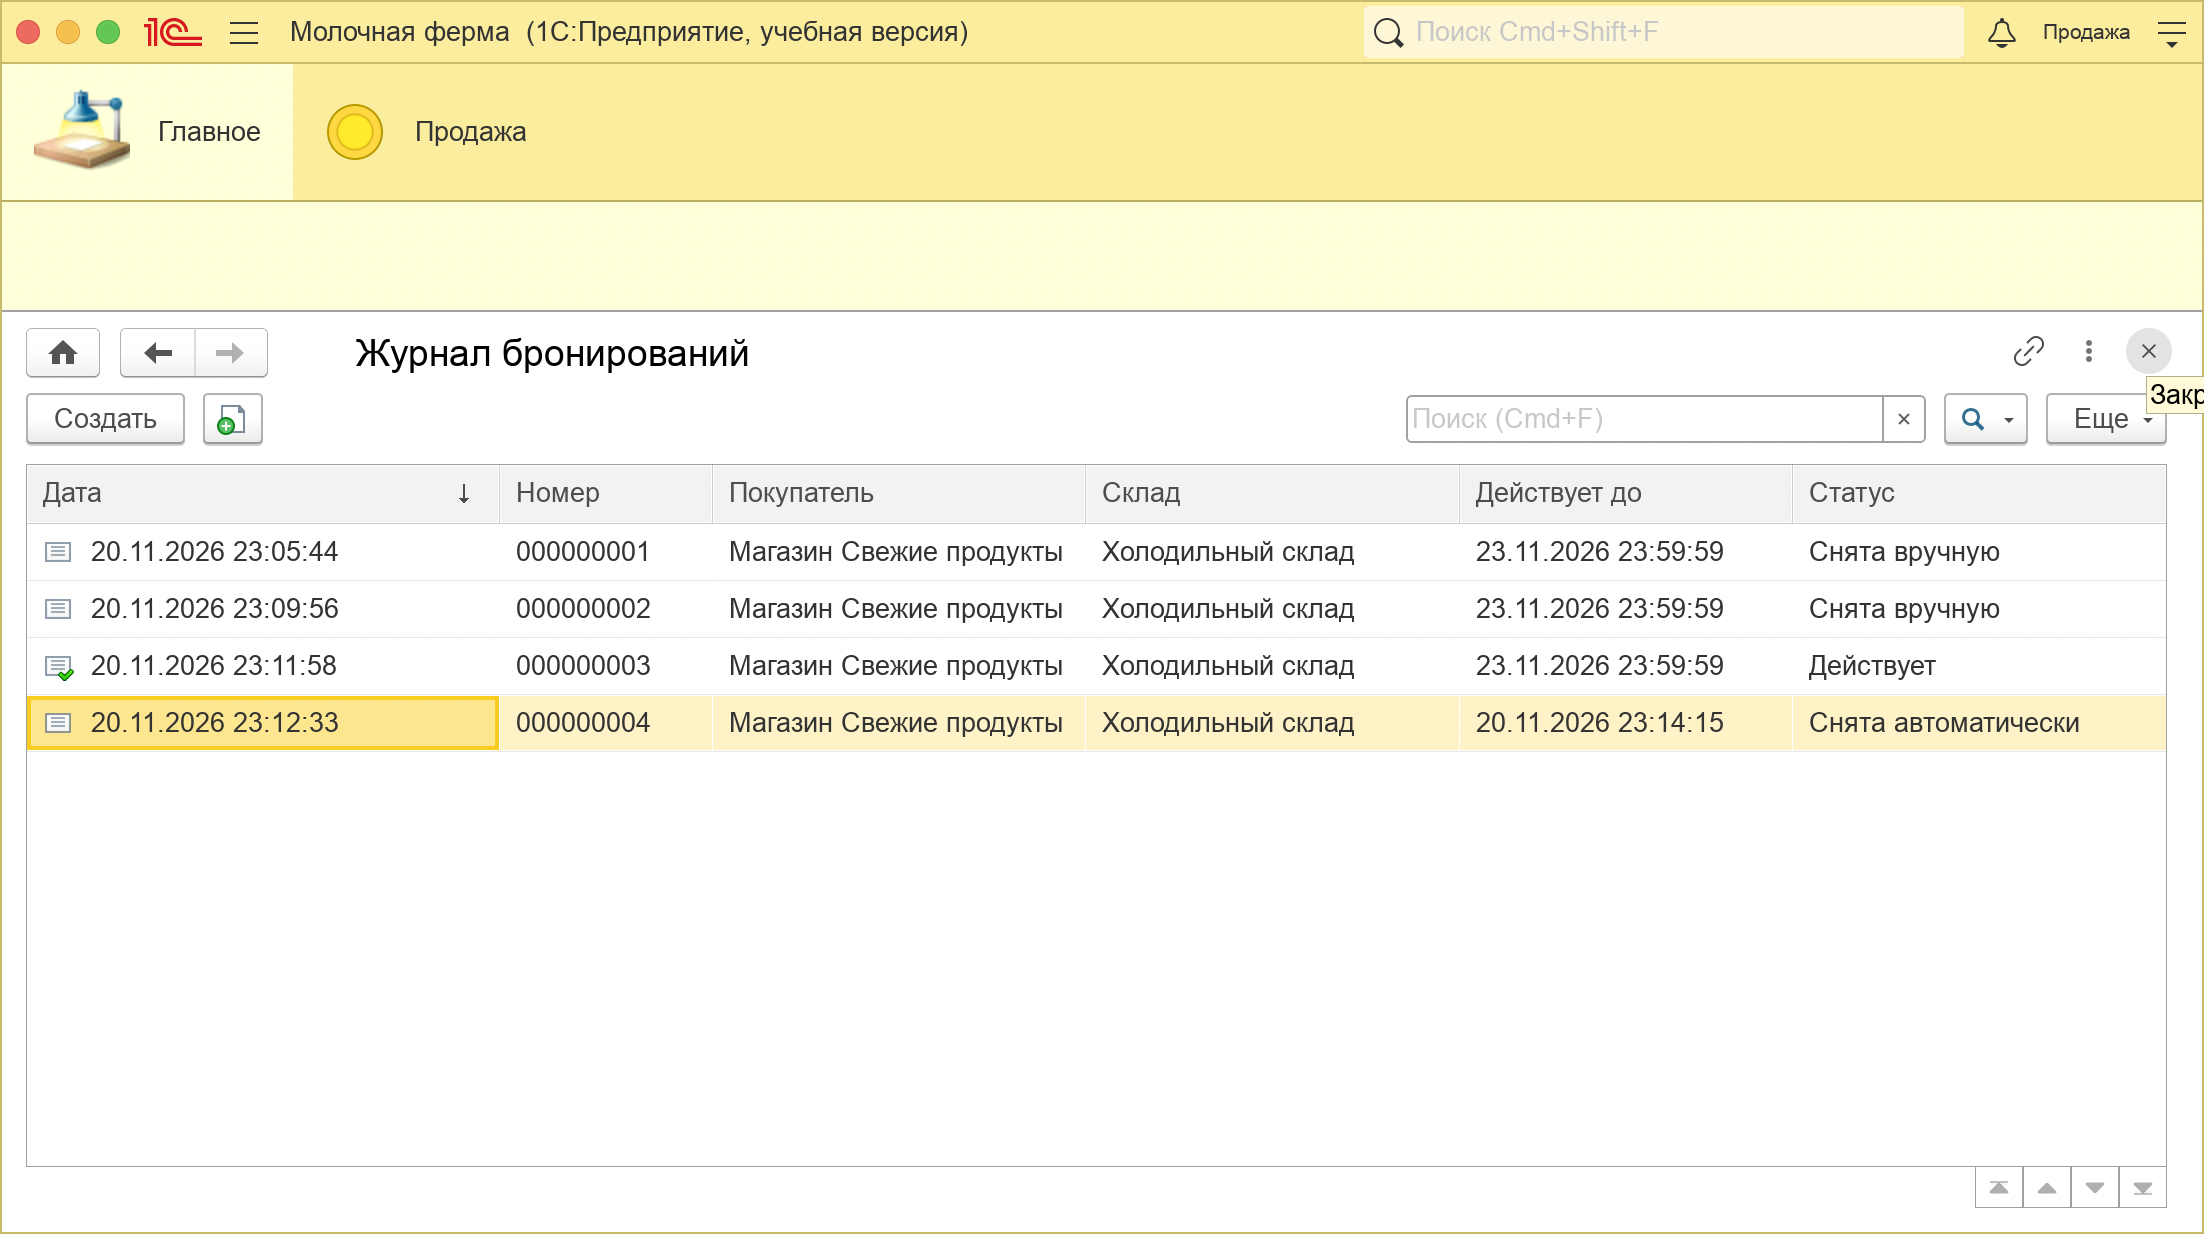 1С Молочная ферма (1С:Предприятие, учебная версия) Поиск Cmd+Shift+F Продажа
Главное Продажа
Журнал бронирований
Закр
Создать Поиск (Cmd+F) × Еще
Дата ↓ Номер Покупатель Склад Действует до Статус
20.11.2026 23:05:44 000000001 Магазин Свежие продукты Холодильный склад 23.11.2026 23:59:59 Снята вручную
20.11.2026 23:09:56 000000002 Магазин Свежие продукты Холодильный склад 23.11.2026 23:59:59 Снята вручную
20.11.2026 23:11:58 000000003 Магазин Свежие продукты Холодильный склад 23.11.2026 23:59:59 Действует
20.11.2026 23:12:33 000000004 Магазин Свежие продукты Холодильный склад 20.11.2026 23:14:15 Снята автоматически